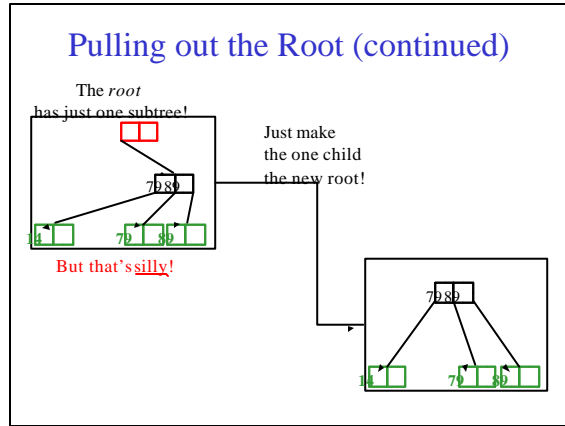 Pulling out the Root (continued)
The root
has just one subtree!
79 89
14 79 89
But that's silly!
Just make
the one child
the new root!
79 89
14 79 89